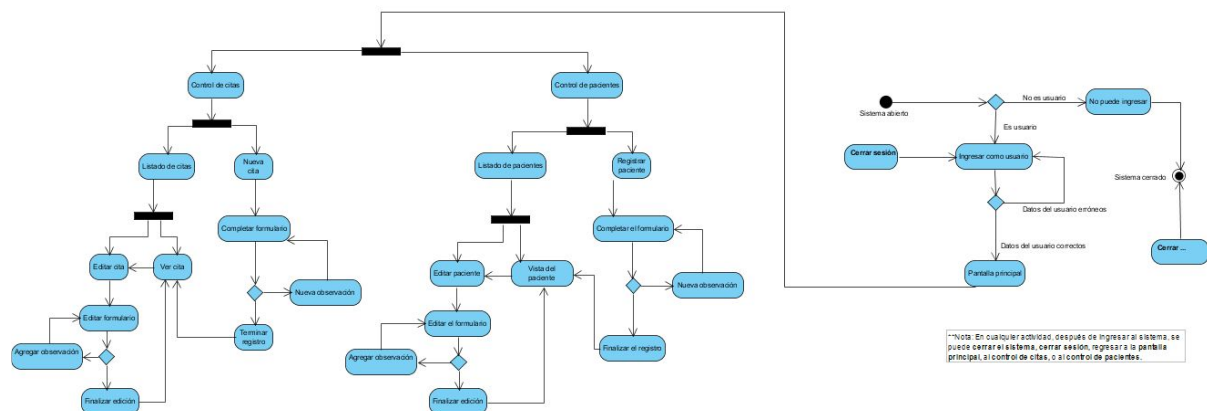 Control de citas
Control de pacientes
No es usuario
No puede ingresar
Sistema abierto
Es usuario
Listado de citas
Nueva
cita
Listado de pacientes
Registrar
paciente
Cerrar sesión
Ingresar como usuario
Sistema cerrado
Datos del usuario erróneos
Completar formulario
Completar el formulario
Datos del usuario correctos
Cerrar ...
Editar cita
Ver cita
Editar paciente
Vista del
paciente
Pantalla principal
Nueva observación
Nueva observación
Editar formulario
Editar el formulario
Terminar
registro
Finalizar el registro
Agregar observación
Agregar observación
Finalizar edición
Finalizar edición
**Nota: En cualquier actividad, después de ingresar al sistema, se
puede cerrar el sistema, cerrar sesión, regresar a la pantalla
principal, al control de citas, o al control de pacientes.